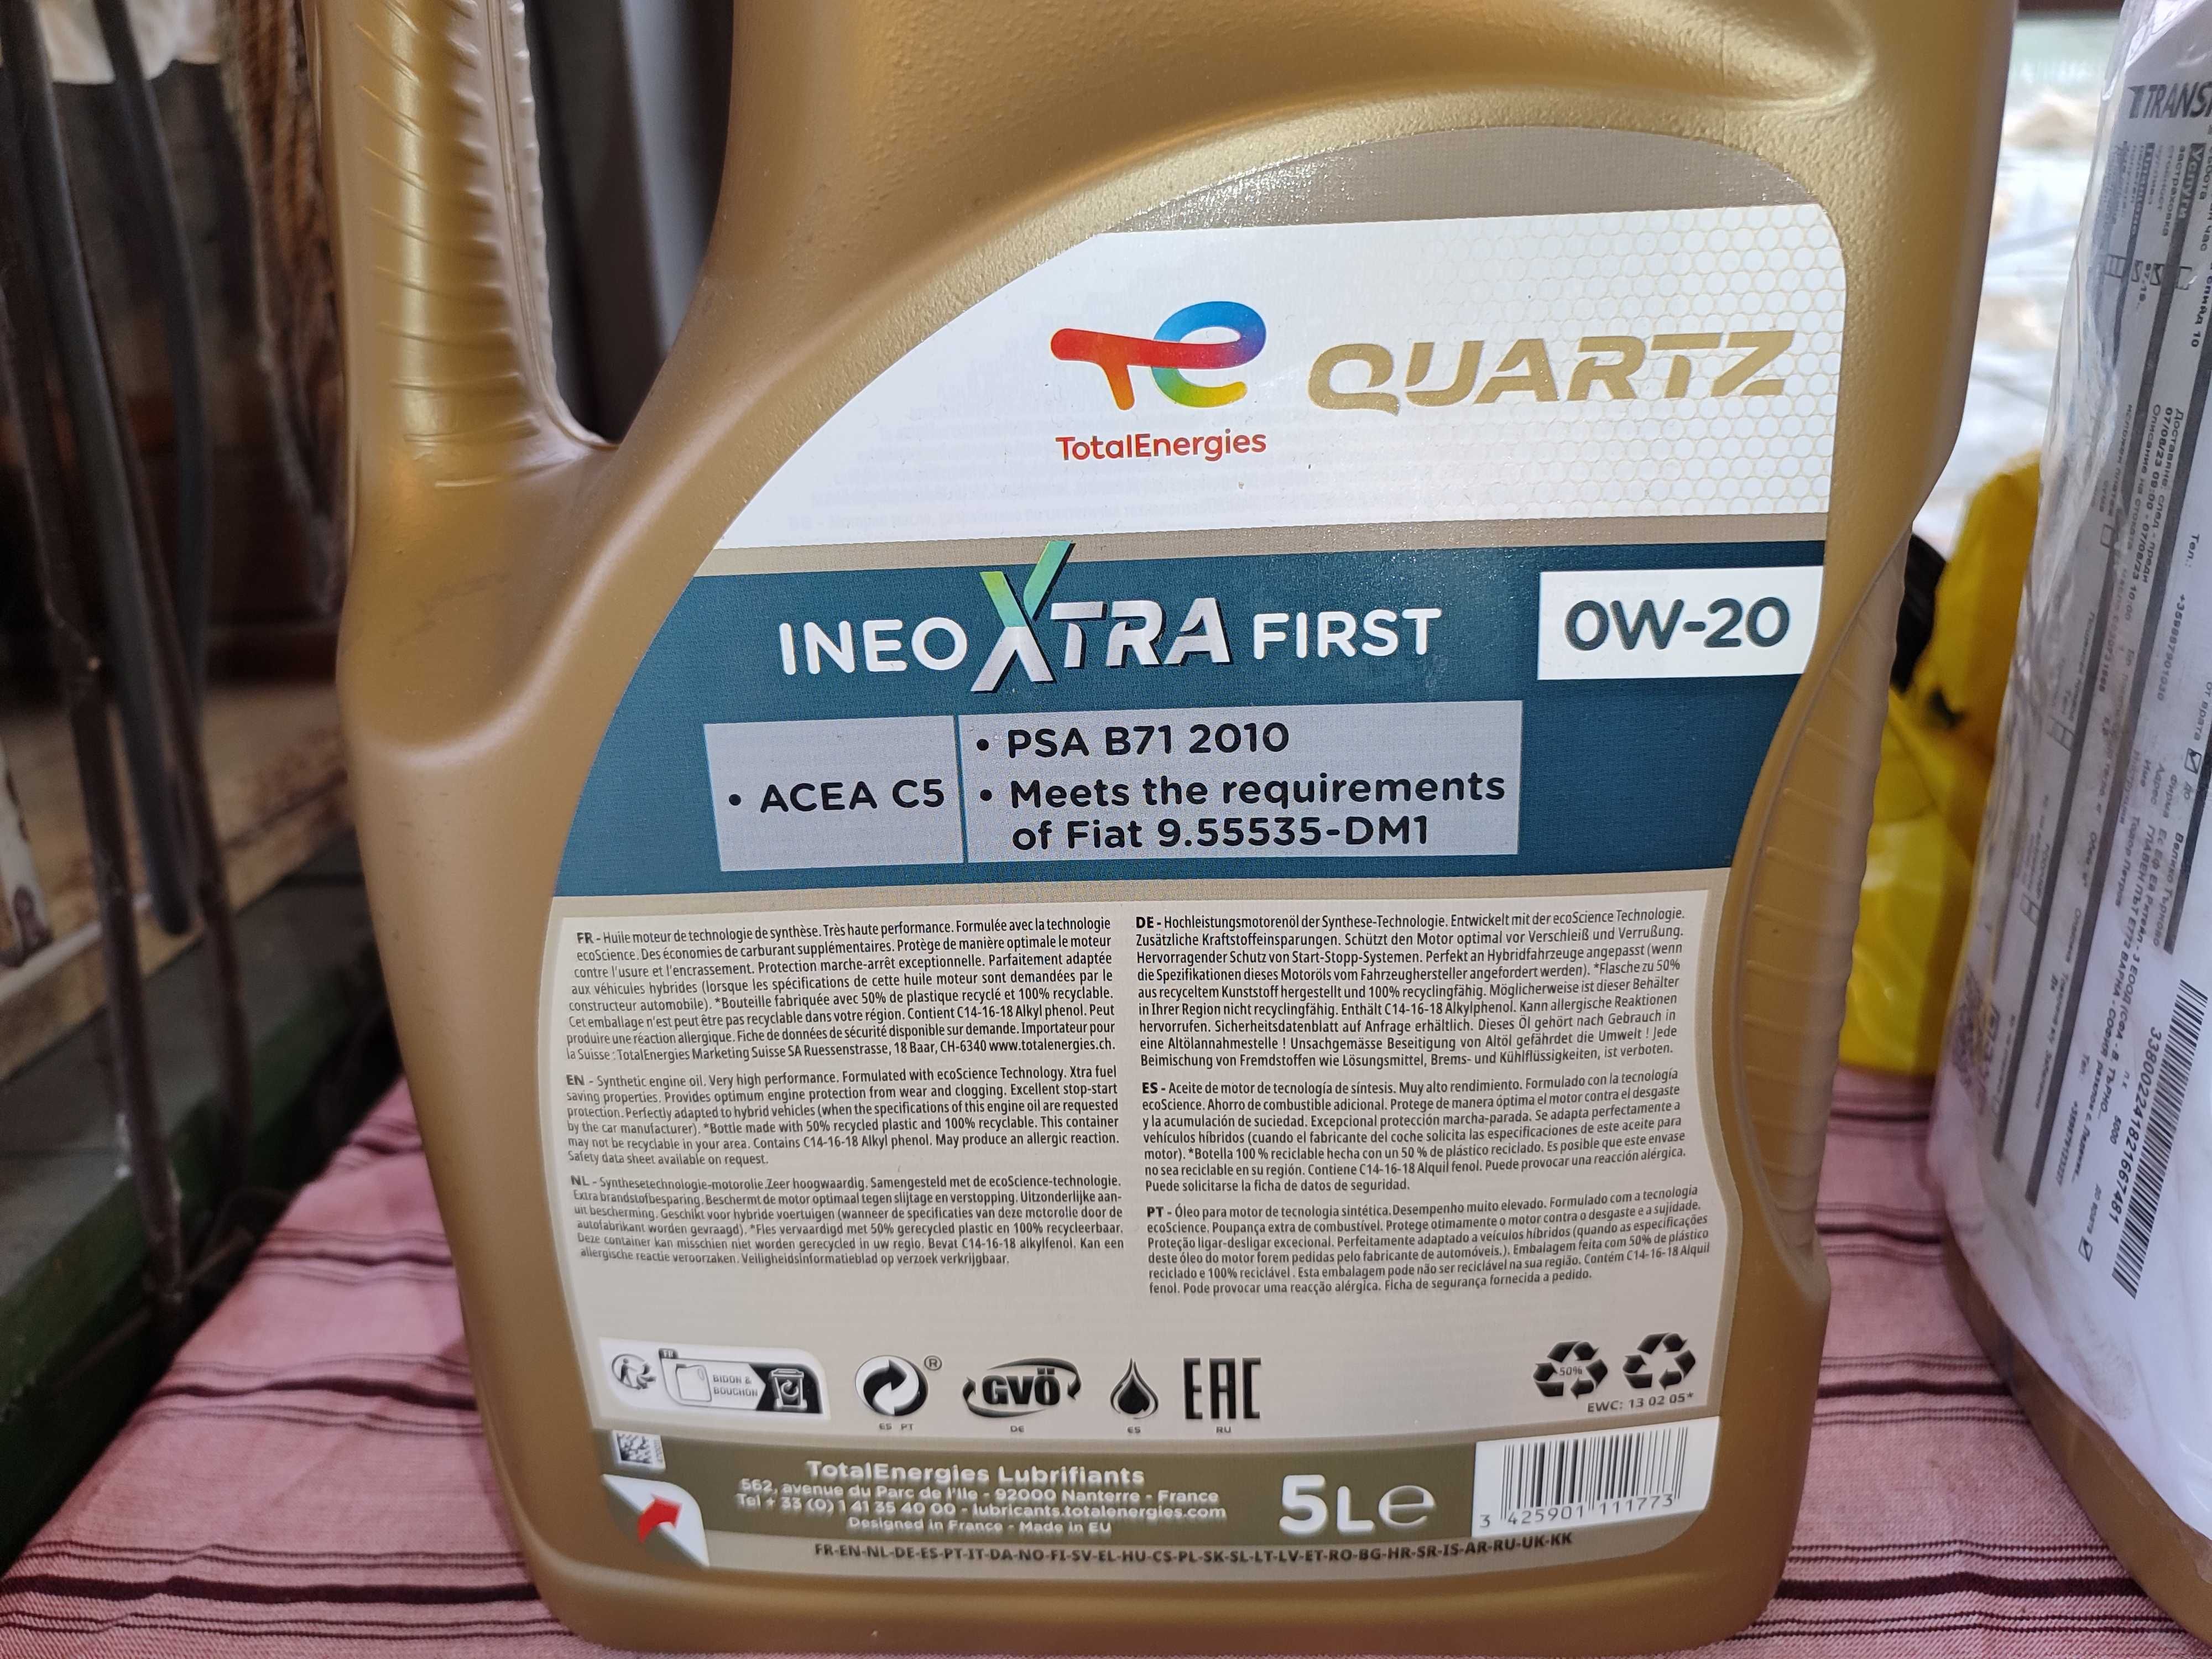 TotalEnergies
QUARTZ
INEO XTRA FIRST
0W-20
• ACEA C5
• PSA B71 2010
• Meets the requirements
of Fiat 9.55535-DM1
FR - Huile moteur de technologie de synthèse. Très haute performance. Formulée avec la technologie
ecoScience. Des économies de carburant supplémentaires. Protège de manière optimale le moteur
contre l'usure et l'encrassement. Protection marche-arrêt exceptionnelle. Parfaitement adaptée
aux véhicules hybrides (lorsque les spécifications de cette huile moteur sont demandées par le
constructeur automobile). *Bouteille fabriquée avec 50% de plastique recyclé et 100% recyclable.
Cet emballage n'est peut être pas recyclable dans votre région. Contient C14-16-18 Alkyl phenol. Peut
produire une réaction allergique. Fiche de données de sécurité disponible sur demande. Importateur pour
la Suisse : TotalEnergies Marketing Suisse SA Ruessenstrasse, 18 Baar, CH-6340 www.totalenergies.ch.
EN - Synthetic engine oil. Very high performance. Formulated with ecoScience Technology. Xtra fuel
saving properties. Provides optimum engine protection from wear and clogging. Excellent stop-start
protection. Perfectly adapted to hybrid vehicles (when the specifications of this engine oil are requested
by the car manufacturer). *Bottle made with 50% recycled plastic and 100% recyclable. This container
may not be recyclable in your area. Contains C14-16-18 Alkyl phenol. May produce an allergic reaction.
Safety data sheet available on request.
NL - Synthesetechnologie-motorolie.Zeer hoogwaardig. Samengesteld met de ecoScience-technologie.
Extra brandstofbesparing. Beschermt de motor optimaal tegen slijtage en verstopping. Uitzonderlijke aan-
uit bescherming. Geschikt voor hybride voertuigen (wanneer de specificaties van deze motorolie door de
autofabrikant worden gevraagd). *Fles vervaardigd met 50% gerecycled plastic en 100% recycleerbaar.
Deze container kan misschien niet worden gerecycled in uw regio. Bevat C14-16-18 alkylfenol. Kan een
allergische reactie veroorzaken. Veiligheidsinformatieblad op verzoek verkrijgbaar.
DE - Hochleistungsmotorenöl der Synthese-Technologie. Entwickelt mit der ecoScience Technologie.
Zusätzliche Kraftstoffeinsparungen. Schützt den Motor optimal vor Verschleiß und Verrußung.
Hervorragender Schutz von Start-Stopp-Systemen. Perfekt an Hybridfahrzeuge angepasst (wenn
die Spezifikationen dieses Motoröls vom Fahrzeughersteller angefordert werden). *Flasche zu 50%
aus recyceltem Kunststoff hergestellt und 100% recyclingfähig. Möglicherweise ist dieser Behälter
in Ihrer Region nicht recyclingfähig. Enthält C14-16-18 Alkylphenol. Kann allergische Reaktionen
hervorrufen. Sicherheitsdatenblatt auf Anfrage erhältlich. Dieses Öl gehört nach Gebrauch in
eine Altölannahmestelle ! Unsachgemässe Beseitigung von Altöl gefährdet die Umwelt ! Jede
Beimischung von Fremdstoffen wie Lösungsmittel, Brems- und Kühlflüssigkeiten, ist verboten.
ES - Aceite de motor de tecnología de síntesis. Muy alto rendimiento. Formulado con la tecnología
ecoScience. Ahorro de combustible adicional. Protege de manera óptima el motor contra el desgaste
y la acumulación de suciedad. Excepcional protección marcha-parada. Se adapta perfectamente a
vehículos híbridos (cuando el fabricante del coche solicita las especificaciones de este aceite para
motor). *Botella 100 % reciclable hecha con un 50 % de plástico reciclado. Es posible que este envase
no sea reciclable en su región. Contiene C14-16-18 Alquil fenol. Puede provocar una reacción alérgica.
Puede solicitarse la ficha de datos de seguridad.
PT - Óleo para motor de tecnologia sintética. Desempenho muito elevado. Formulado com a tecnologia
ecoScience. Poupança extra de combustível. Protege otimamente o motor contra o desgaste e a sujidade.
Proteção ligar-desligar excecional. Perfeitamente adaptado a veículos híbridos (quando as especificações
deste óleo do motor forem pedidas pelo fabricante de automóveis.). Embalagem feita com 50% de plástico
reciclado e 100% reciclável . Esta embalagem pode não ser reciclável na sua região. Contém C14-16-18 Alquil
fenol. Pode provocar uma reacção alérgica. Ficha de segurança fornecida a pedido.
FR
BIDON &
BOUCHON
®
ES PT
GVÖ
DE
ES
EAC
RU
50%
EWC: 13 02 05*
TotalEnergies Lubrifiants
562, avenue du Parc de l'Ile - 92000 Nanterre - France
Tel + 33 (0) 1 41 35 40 00 - lubricants.totalenergies.com
Designed in France - Made in EU
5L e
3 425901 111773
FR-EN-NL-DE-ES-PT-IT-DA-NO-FI-SV-EL-HU-CS-PL-SK-SL-LT-LV-ET-RO-BG-HR-SR-IS-AR-RU-UK-KK
Услуги